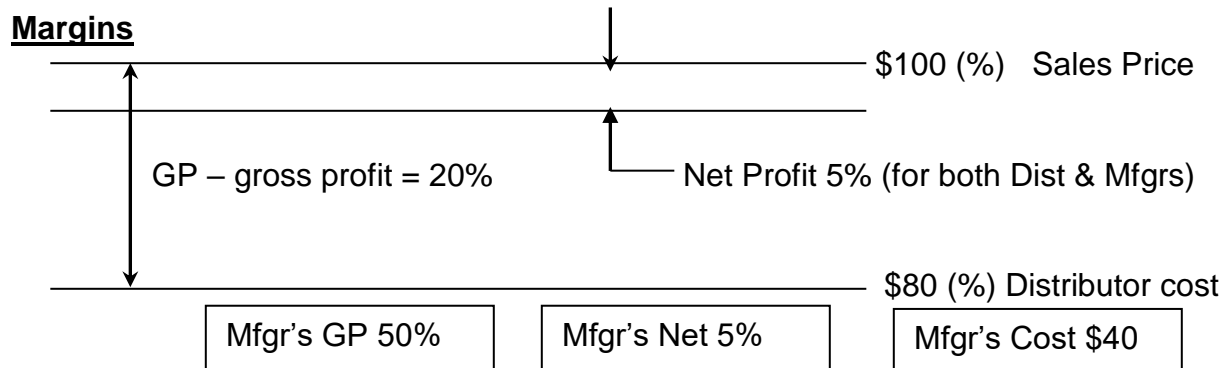 Margins
$100 (%) Sales Price
GP – gross profit = 20%
Net Profit 5% (for both Dist & Mfgrs)
$80 (%) Distributor cost
Mfgr's GP 50%
Mfgr's Net 5%
Mfgr's Cost $40